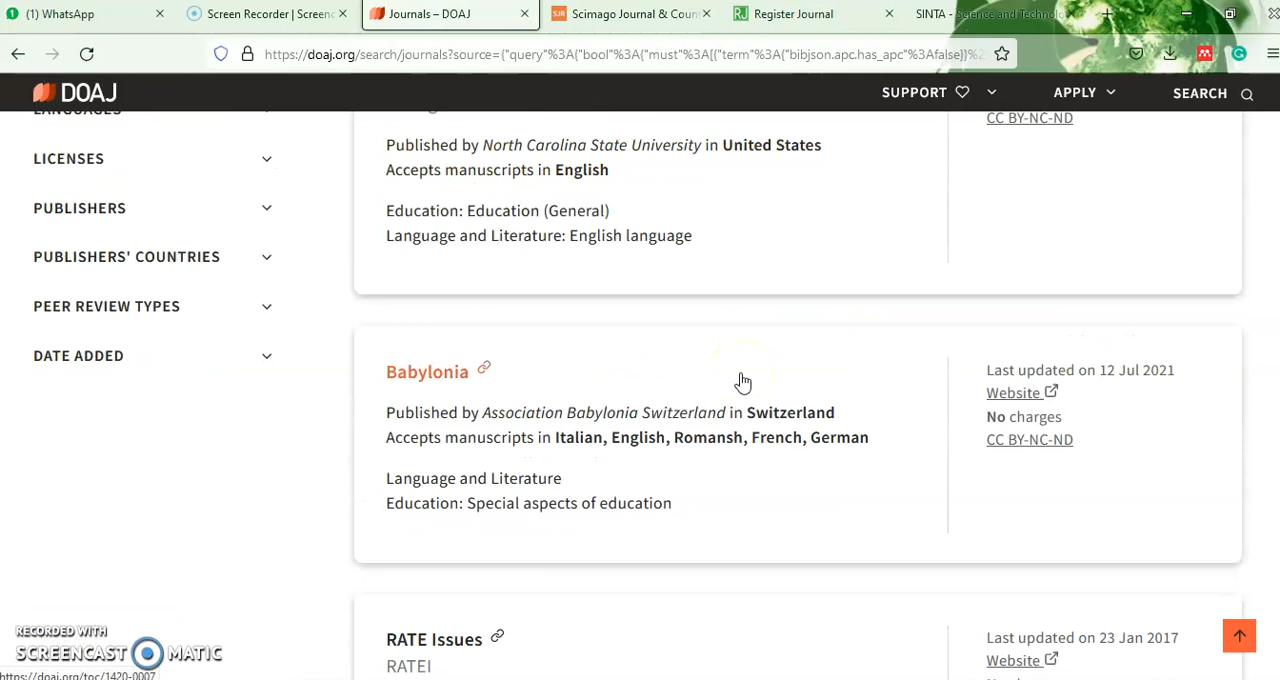 (1) WhatsApp
Screen Recorder | Screenc
Journals – DOAJ
Scimago Journal & Coun
Register Journal
SINTA - Science and Technolo
https://doaj.org/search/journals?source={"query"%3A{"bool"%3A{"must"%3A[{"term"%3A{"bibjson.apc.has_apc"%3Afalse}}%2
DOAJ
SUPPORT
APPLY
SEARCH
LANGUAGES
LICENSES
PUBLISHERS
PUBLISHERS' COUNTRIES
PEER REVIEW TYPES
DATE ADDED
CC BY-NC-ND
Published by North Carolina State University in United States
Accepts manuscripts in English
Education: Education (General)
Language and Literature: English language
Babylonia
Published by Association Babylonia Switzerland in Switzerland
Accepts manuscripts in Italian, English, Romansh, French, German
Language and Literature
Education: Special aspects of education
Last updated on 12 Jul 2021
Website
No charges
CC BY-NC-ND
RATE Issues
RATEI
Last updated on 23 Jan 2017
Website
RECORDED WITH
SCREENCAST MATIC
https://doaj.org/toc/1420-0007